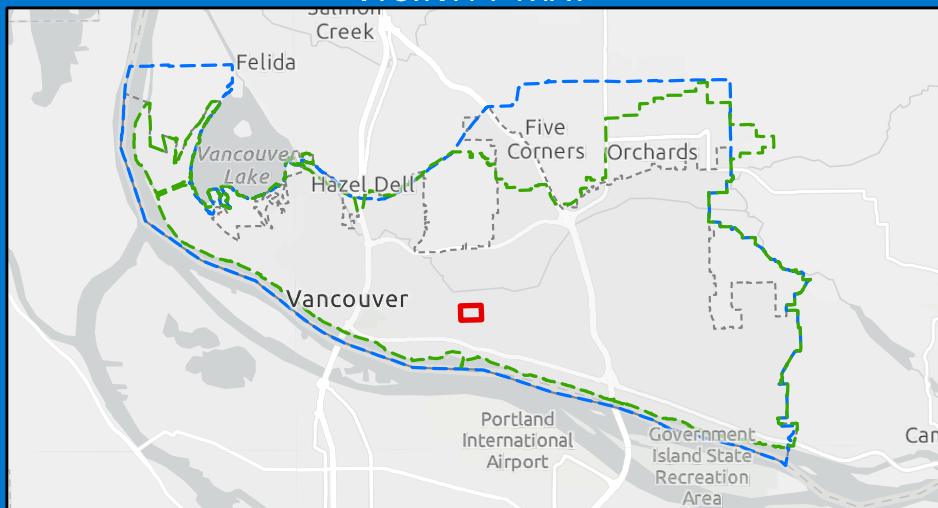 Salmon
Creek
Felida
Five
Corners
Orchards
Vancouver
Lake
Hazel Dell
Vancouver
Portland
International
Airport
Government
Island State
Recreation
Area